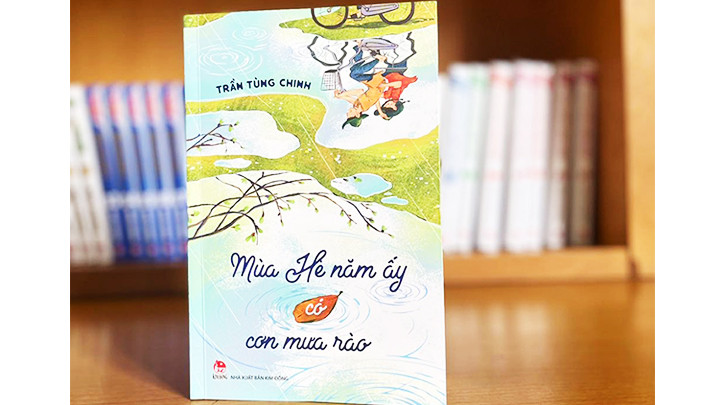 TRẦN TÙNG CHINH
Mùa Hè năm ấy
có
cơn mưa rào
NHÀ XUẤT BẢN KIM ĐỒNG